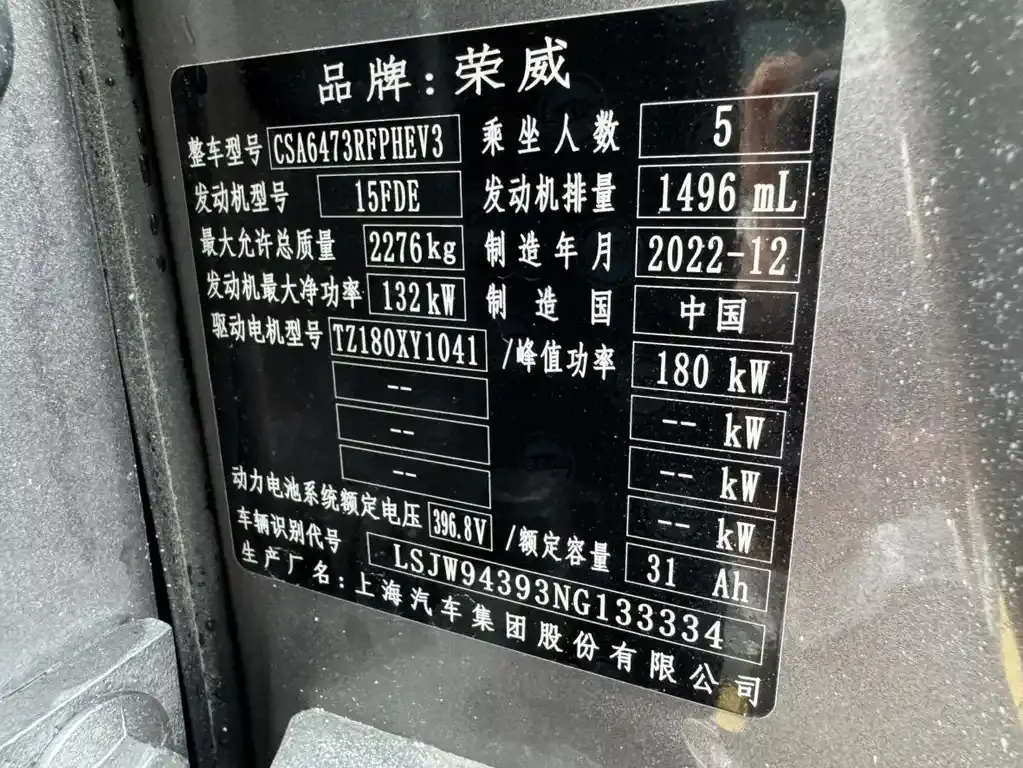 品牌：荣威
整车型号 CSA6473RFPHEV3 乘坐人数 5
发动机型号 15FDE 发动机排量 1496 mL
最大允许总质量 2276kg 制造年月 2022-12
发动机最大净功率 132kW 制造国 中国
驱动电机型号 TZ180XY1041 /峰值功率 180 kW
-- -- kW
-- -- kW
-- -- kW
动力电池系统额定电压 396.8V /额定容量 31 Ah
车辆识别代号 LSJW94393NG133334
生产厂名：上海汽车集团股份有限公司